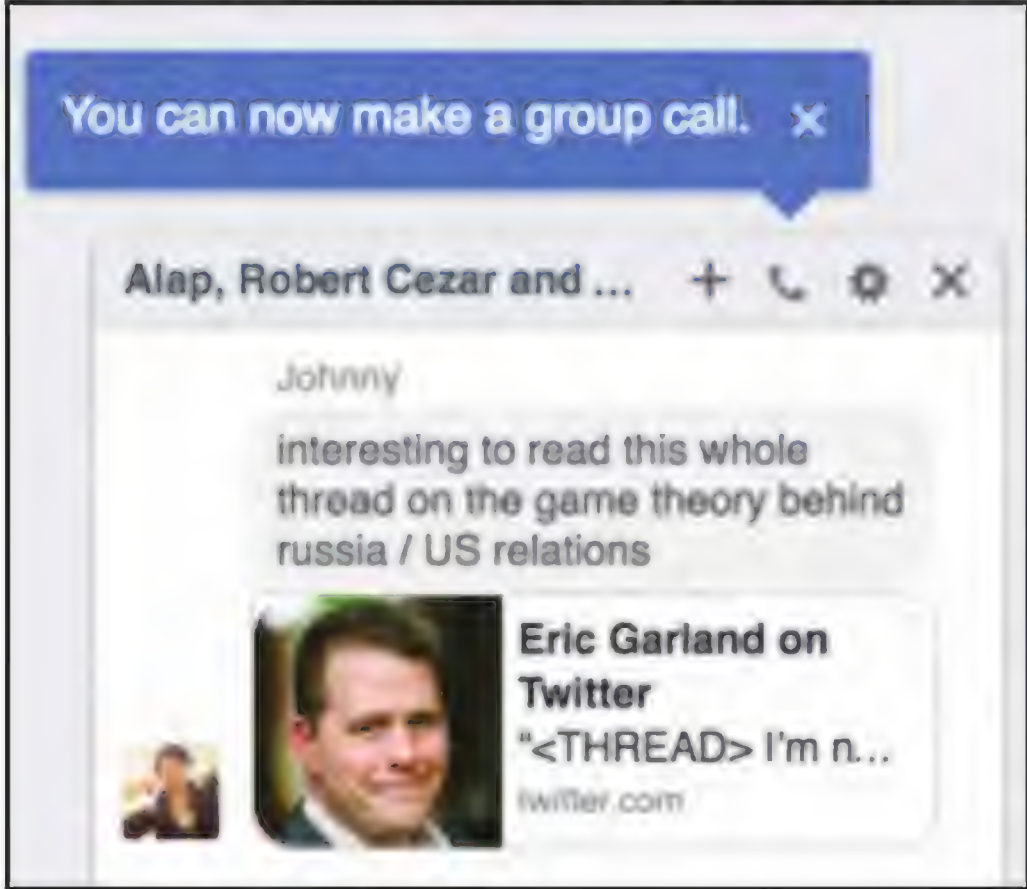 You can now make a group call.
Alap, Robert Cezar and ...
Johnny
interesting to read this whole
thread on the game theory behind
russia / US relations
Eric Garland on
Twitter
“<THREAD> I'm n...
twitter.com